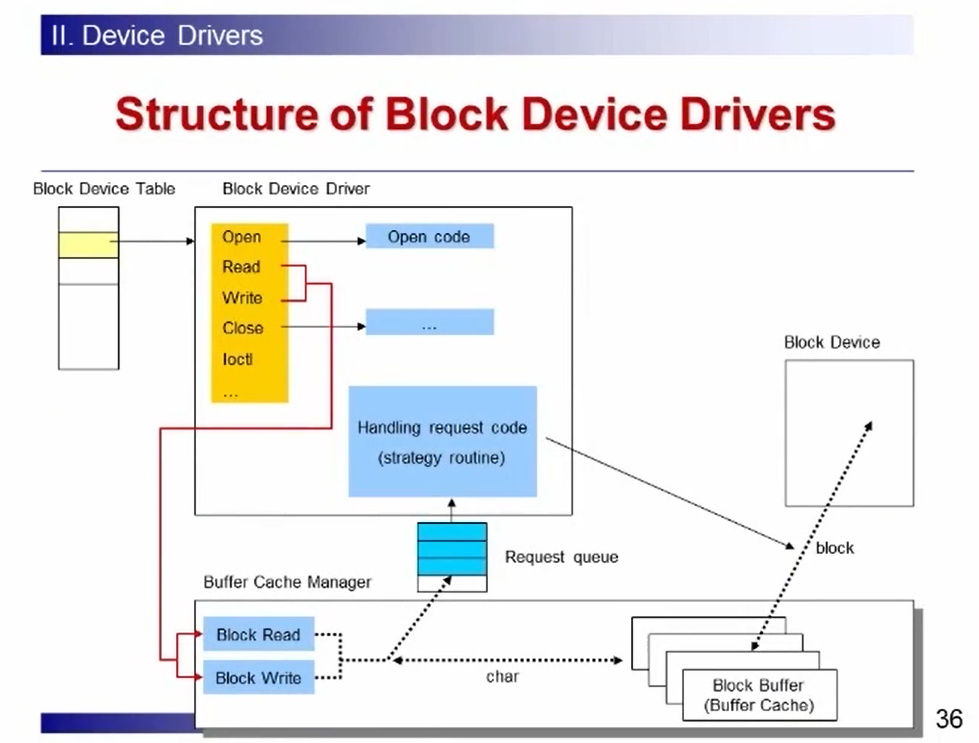 II. Device Drivers
Structure of Block Device Drivers
Block Device Table
Block Device Driver
Open
Read
Write
Close
Ioctl
...
Open code
...
Handling request code
(strategy routine)
Block Device
block
Request queue
Buffer Cache Manager
Block Read
Block Write
char
Block Buffer
(Buffer Cache)
36